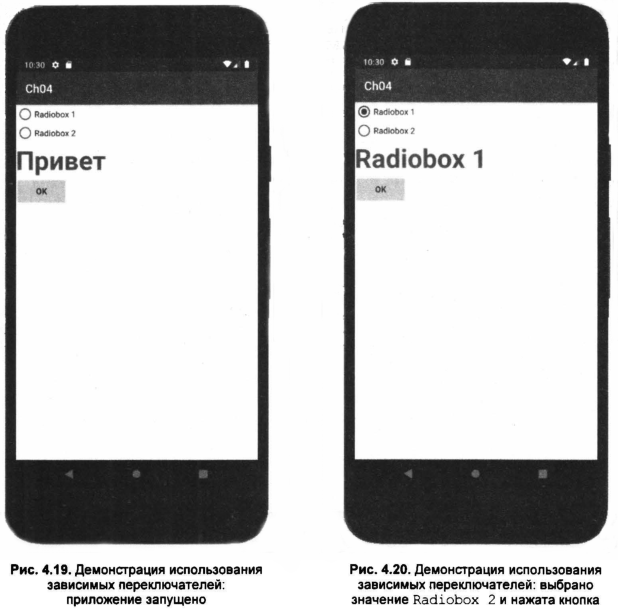 10:30
Ch04
Radiobox 1
Radiobox 2
Привет
OK
Рис. 4.19. Демонстрация использования
зависимых переключателей:
приложение запущено
10:30
Ch04
Radiobox 1
Radiobox 2
Radiobox 1
OK
Рис. 4.20. Демонстрация использования
зависимых переключателей: выбрано
значение Radiobox 2 и нажата кнопка